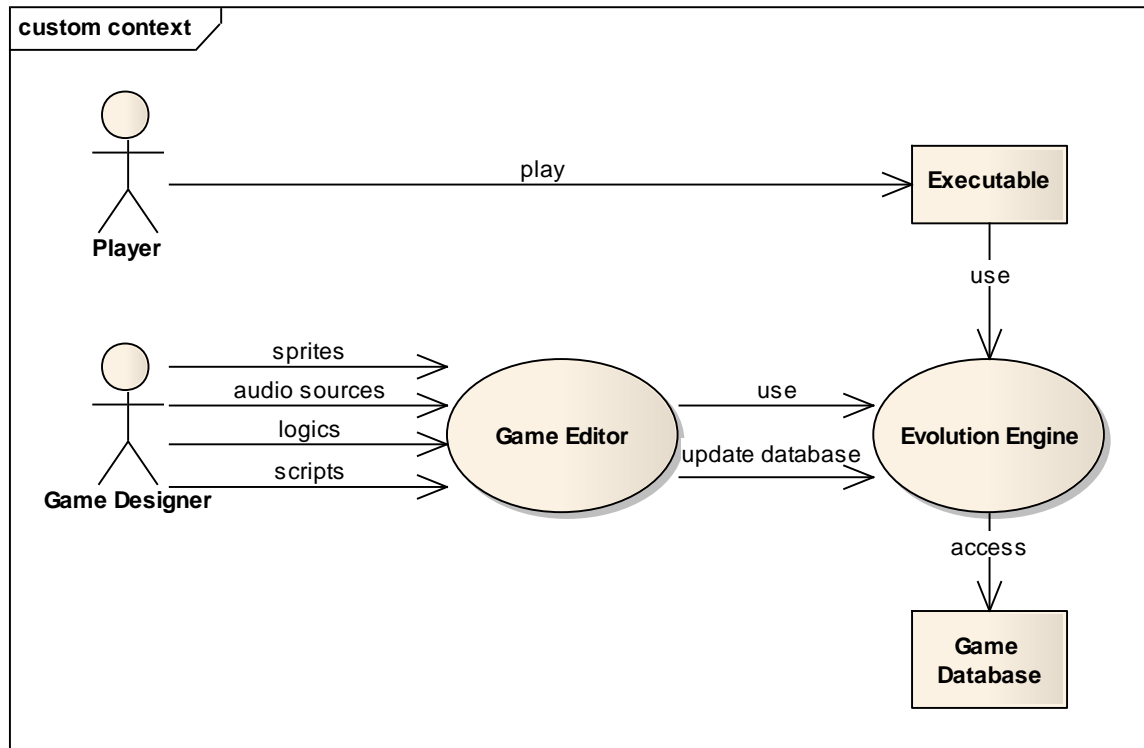 custom context
play
Executable
Player
use
sprites
audio sources
logics
scripts
Game Designer
Game Editor
use
update database
Evolution Engine
access
Game
Database